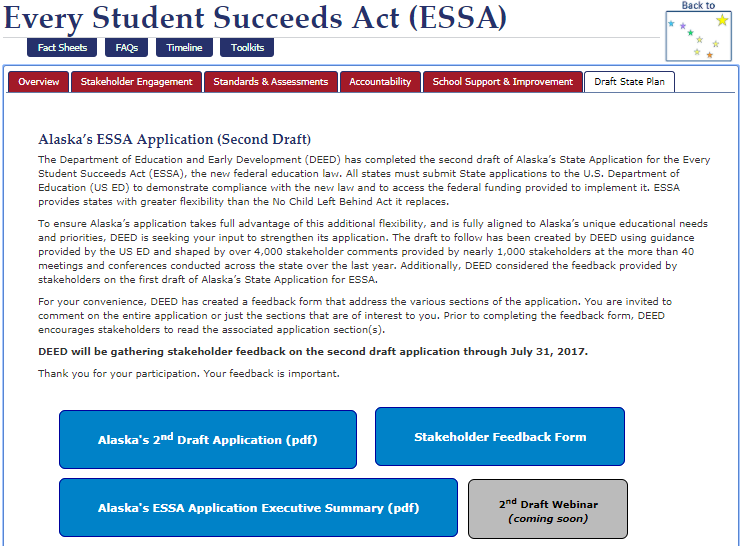 Every Student Succeeds Act (ESSA)
Back to
Fact Sheets FAQs Timeline Toolkits
Overview Stakeholder Engagement Standards & Assessments Accountability School Support & Improvement Draft State Plan
Alaska's ESSA Application (Second Draft)
The Department of Education and Early Development (DEED) has completed the second draft of Alaska's State Application for the Every
Student Succeeds Act (ESSA), the new federal education law. All states must submit State applications to the U.S. Department of
Education (US ED) to demonstrate compliance with the new law and to access the federal funding provided to implement it. ESSA
provides states with greater flexibility than the No Child Left Behind Act it replaces.
To ensure Alaska's application takes full advantage of this additional flexibility, and is fully aligned to Alaska's unique educational needs
and priorities, DEED is seeking your input to strengthen its application. The draft to follow has been created by DEED using guidance
provided by the US ED and shaped by over 4,000 stakeholder comments provided by nearly 1,000 stakeholders at the more than 40
meetings and conferences conducted across the state over the last year. Additionally, DEED considered the feedback provided by
stakeholders on the first draft of Alaska's State Application for ESSA.
For your convenience, DEED has created a feedback form that address the various sections of the application. You are invited to
comment on the entire application or just the sections that are of interest to you. Prior to completing the feedback form, DEED
encourages stakeholders to read the associated application section(s).
DEED will be gathering stakeholder feedback on the second draft application through July 31, 2017.
Thank you for your participation. Your feedback is important.
Alaska's 2nd Draft Application (pdf)
Stakeholder Feedback Form
Alaska's ESSA Application Executive Summary (pdf)
2nd Draft Webinar
(coming soon)